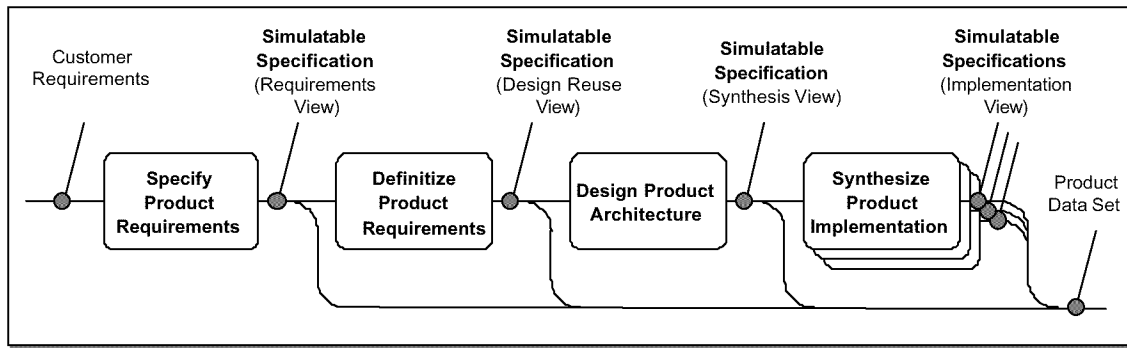 Customer
Requirements
Simulatable
Specification
(Requirements
View)
Simulatable
Specification
(Design Reuse
View)
Simulatable
Specification
(Synthesis View)
Simulatable
Specifications
(Implementation
View)
Specify
Product
Requirements
Definitize
Product
Requirements
Design Product
Architecture
Synthesize
Product
Implementation
Product
Data Set